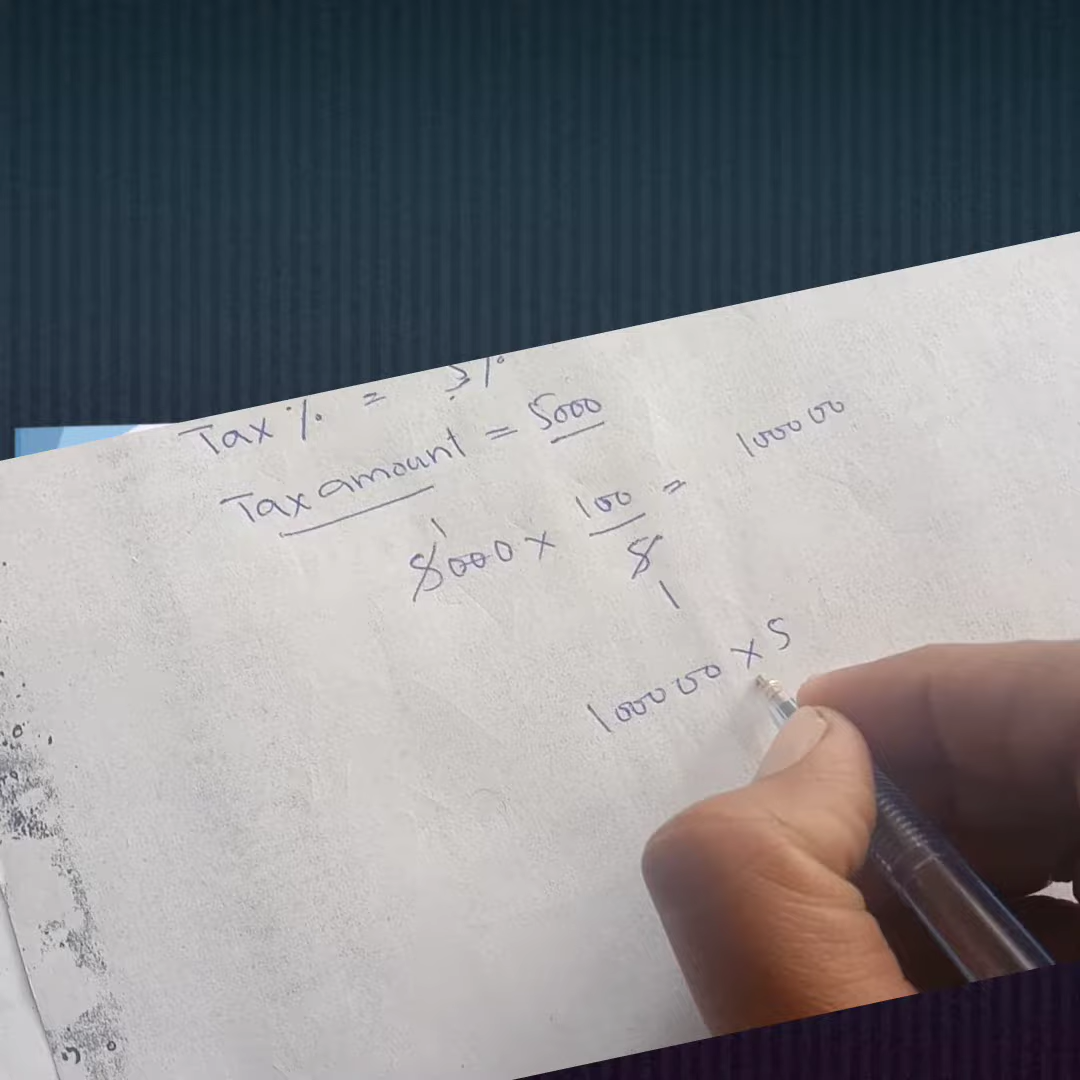 Tax % = 5%
Tax amount = 5000
1
5000 × 100 = 100000
5
1
100000 × 5